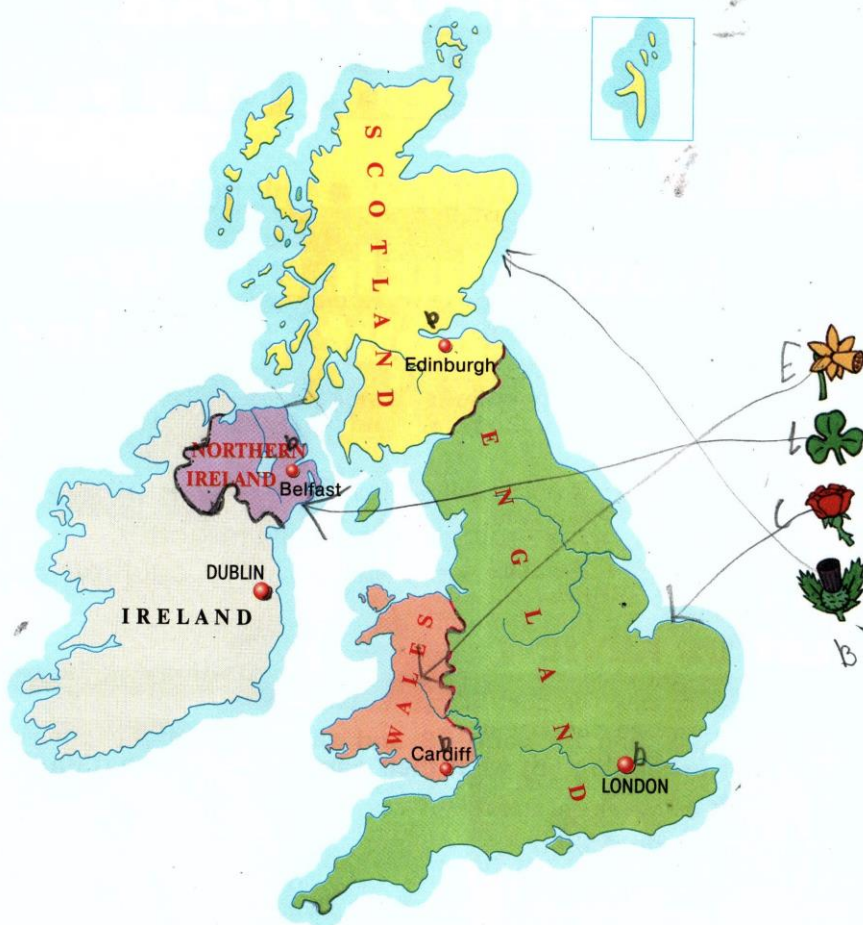 SCOTLAND
Edinburgh
E
NORTHERN
IRELAND
Belfast
ENGLAND
L
C
DUBLIN
IRELAND
WALES
B
Cardiff
LONDON